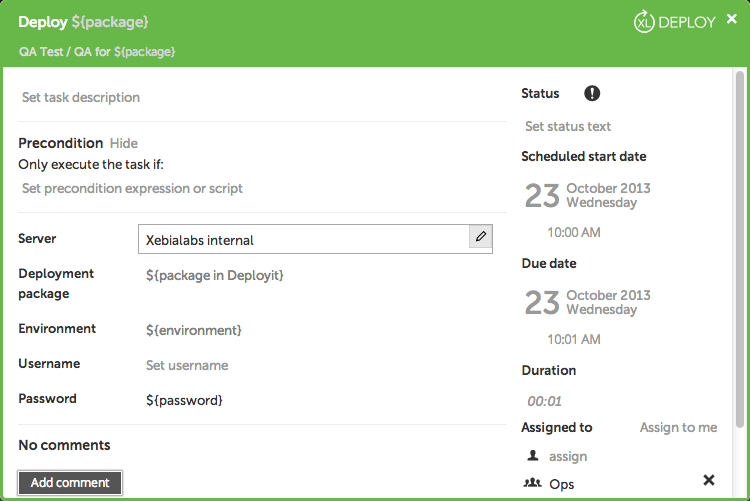 Deploy ${package}
XL DEPLOY
QA Test / QA for ${package}
Set task description
Precondition Hide
Only execute the task if:
Set precondition expression or script
Server
Xebialabs internal
Deployment
package
${package in Deployit}
Environment
${environment}
Username
Set username
Password
${password}
No comments
Add comment
Status
Set status text
Scheduled start date
23
October 2013
Wednesday
10:00 AM
Due date
23
October 2013
Wednesday
10:01 AM
Duration
00:01
Assigned to Assign to me
assign
Ops